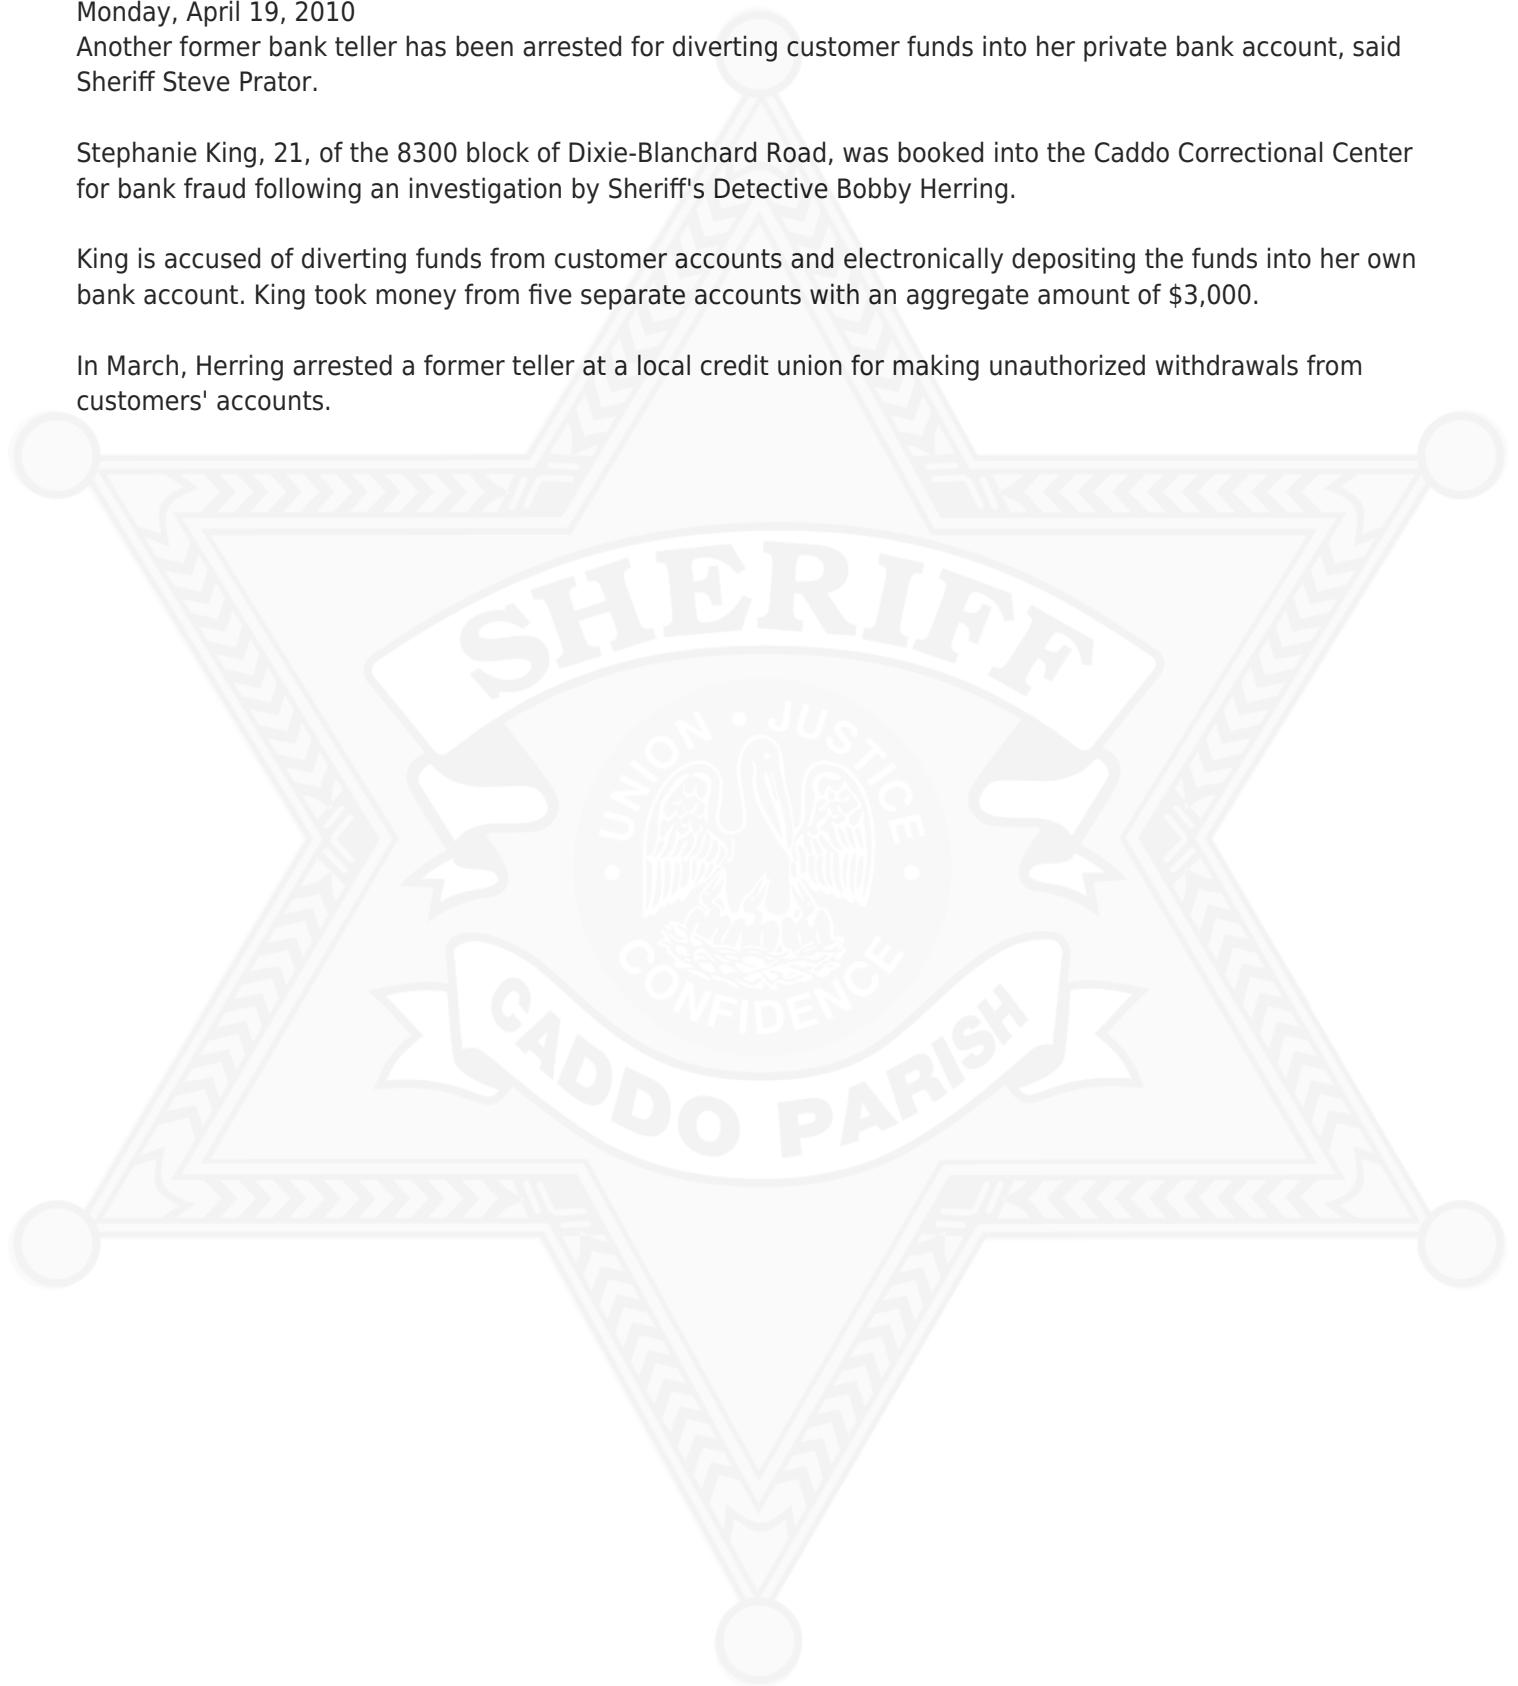 Monday, April 19, 2010
Another former bank teller has been arrested for diverting customer funds into her private bank account, said
Sheriff Steve Prator.
Stephanie King, 21, of the 8300 block of Dixie-Blanchard Road, was booked into the Caddo Correctional Center
for bank fraud following an investigation by Sheriff's Detective Bobby Herring.
King is accused of diverting funds from customer accounts and electronically depositing the funds into her own
bank account. King took money from five separate accounts with an aggregate amount of $3,000.
In March, Herring arrested a former teller at a local credit union for making unauthorized withdrawals from
customers' accounts.
SHERIFF
UNION • JUSTICE
• CONFIDENCE •
CADDO PARISH